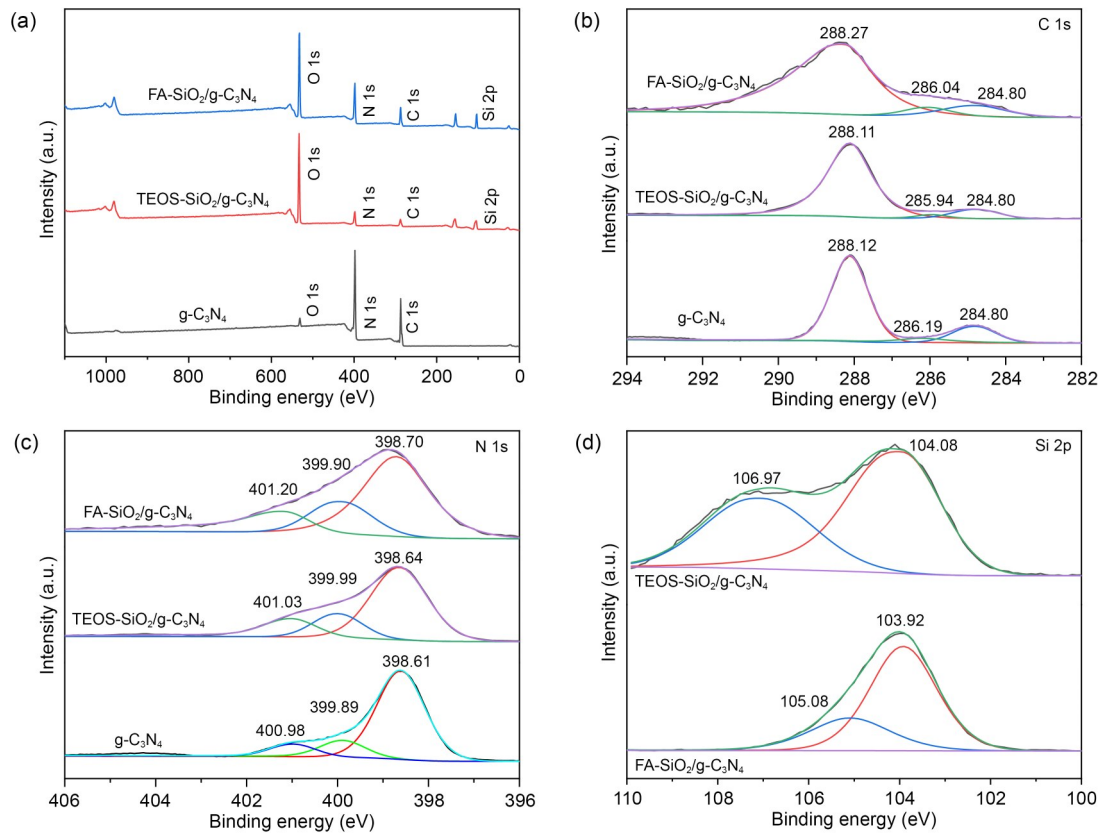 (a)
FA-SiO₂/g-C₃N₄
O 1s
N 1s
C 1s
Si 2p
TEOS-SiO₂/g-C₃N₄
O 1s
N 1s
C 1s
Si 2p
g-C₃N₄
O 1s
N 1s
C 1s
Intensity (a.u.)
1000 800 600 400 200 0
Binding energy (eV)
(b)
C 1s
288.27
FA-SiO₂/g-C₃N₄
286.04
284.80
288.11
TEOS-SiO₂/g-C₃N₄
285.94
284.80
288.12
g-C₃N₄
286.19
284.80
Intensity (a.u.)
294 292 290 288 286 284 282
Binding energy (eV)
(c)
N 1s
398.70
399.90
401.20
FA-SiO₂/g-C₃N₄
398.64
399.99
401.03
TEOS-SiO₂/g-C₃N₄
398.61
399.89
400.98
g-C₃N₄
Intensity (a.u.)
406 404 402 400 398 396
Binding energy (eV)
(d)
Si 2p
104.08
106.97
TEOS-SiO₂/g-C₃N₄
103.92
105.08
FA-SiO₂/g-C₃N₄
Intensity (a.u.)
110 108 106 104 102 100
Binding energy (eV)